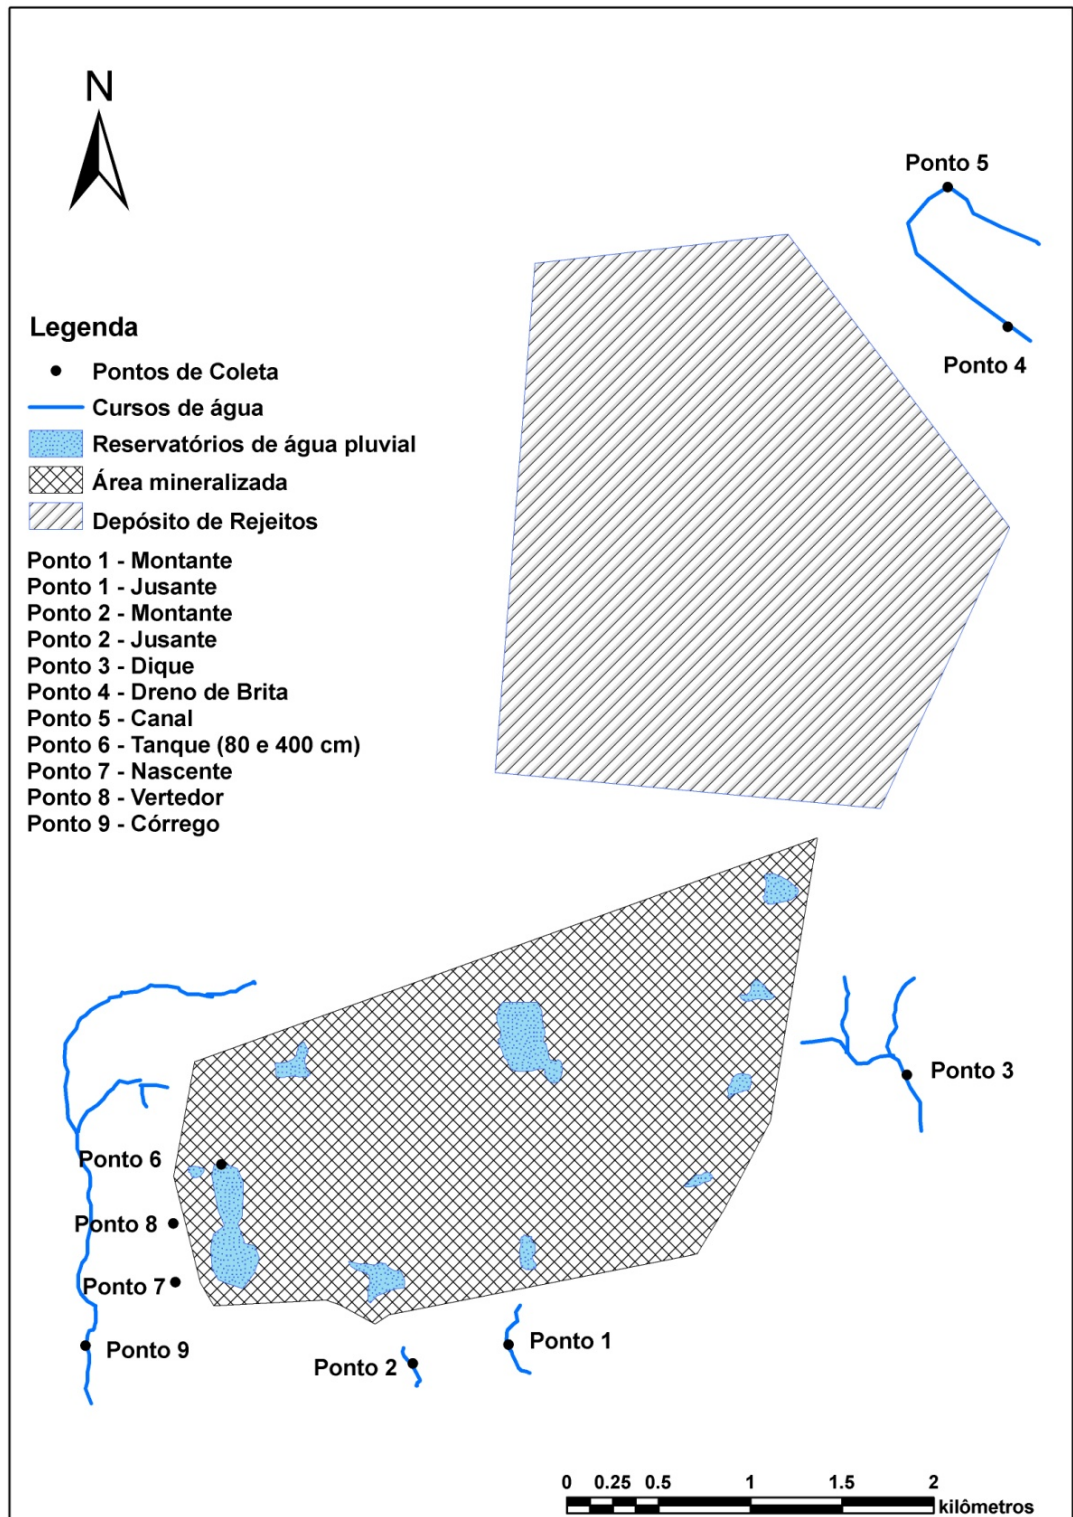 N
Ponto 5
Ponto 4
Legenda
Pontos de Coleta
Cursos de água
Reservatórios de água pluvial
Área mineralizada
Depósito de Rejeitos
Ponto 1 - Montante
Ponto 1 - Jusante
Ponto 2 - Montante
Ponto 2 - Jusante
Ponto 3 - Dique
Ponto 4 - Dreno de Brita
Ponto 5 - Canal
Ponto 6 - Tanque (80 e 400 cm)
Ponto 7 - Nascente
Ponto 8 - Vertedor
Ponto 9 - Córrego
Ponto 3
Ponto 6
Ponto 8
Ponto 7
Ponto 9
Ponto 2
Ponto 1
0 0.25 0.5 1 1.5 2
kilômetros